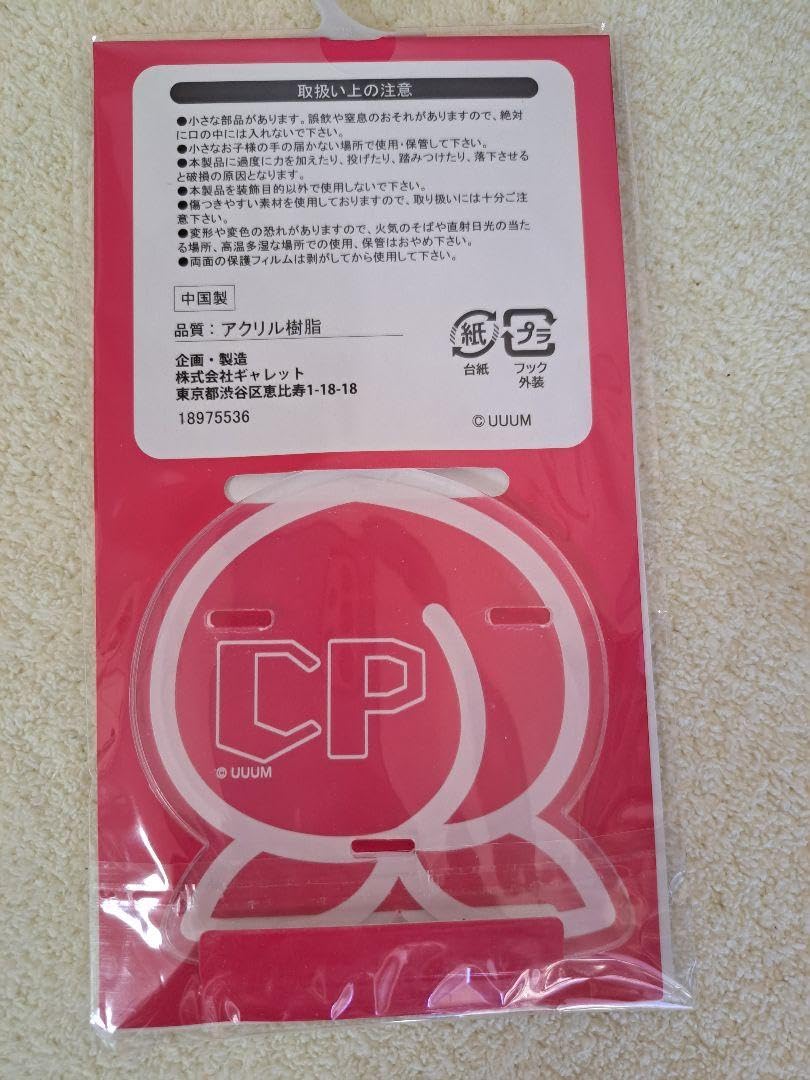 取扱い上の注意
●小さな部品があります。誤飲や窒息のおそれがありますので、絶対
に口の中には入れないで下さい。
●小さなお子様の手の届かない場所で使用・保管して下さい。
●本製品に過度に力を加えたり、投げたり、踏みつけたり、落下させる
と破損の原因となります。
●本製品を装飾目的以外で使用しないで下さい。
●傷つきやすい素材を使用しておりますので、取り扱いには十分ご注
意下さい。
●変形や変色の恐れがありますので、火気のそばや直射日光の当た
る場所、高温多湿な場所での使用、保管はおやめ下さい。
●両面の保護フィルムは剥がしてから使用して下さい。
中国製
品質：アクリル樹脂
紙
プラ
台紙
フック
外装
企画・製造
株式会社ギャレット
東京都渋谷区恵比寿1-18-18
18975536
© UUUM
CP
© UUUM